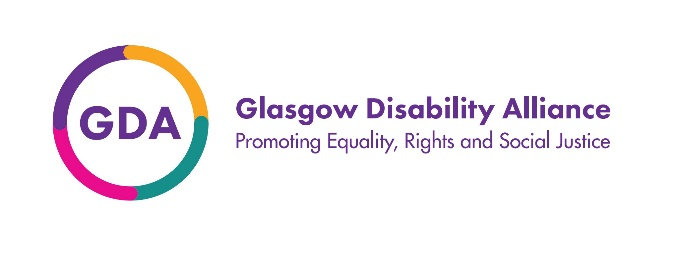 GDA
Glasgow Disability Alliance
Promoting Equality, Rights and Social Justice